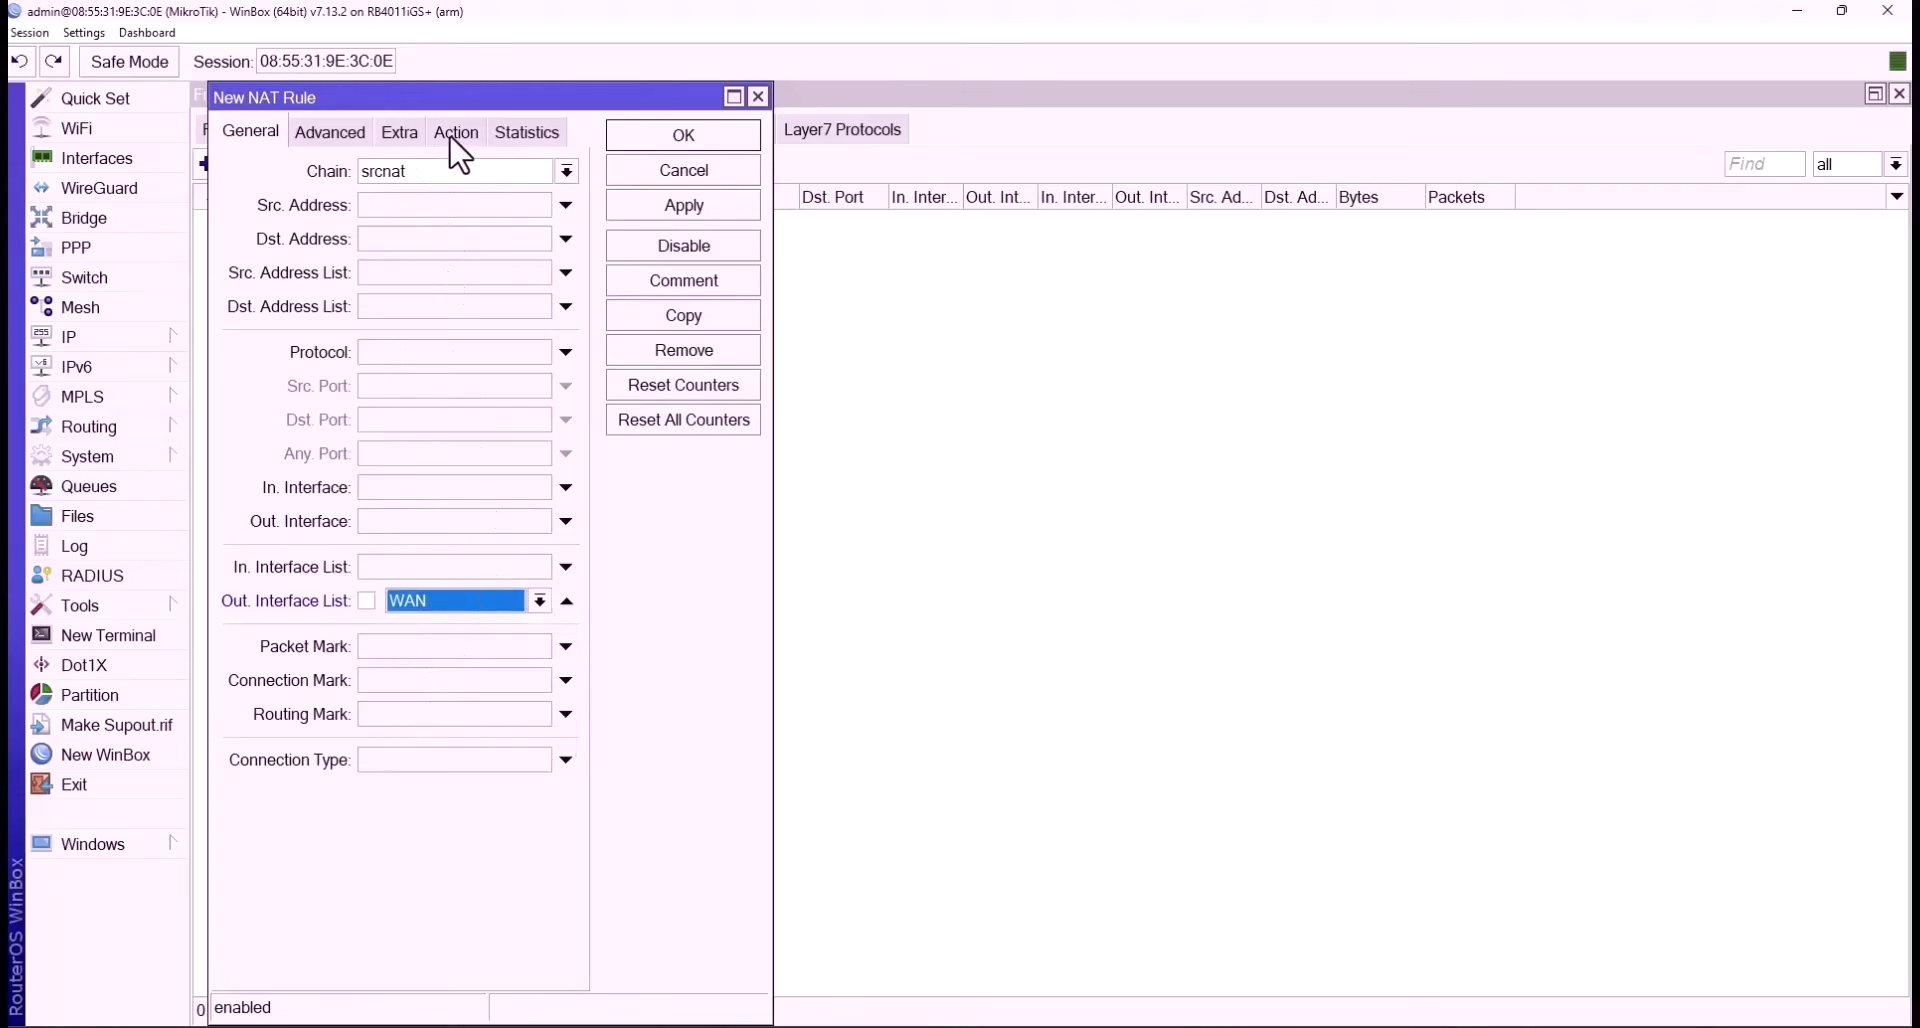 admin@08:55:31:9E:3C:0E (MikroTik) - WinBox (64bit) v7.13.2 on RB4011iGS+ (arm)
Session Settings Dashboard
Safe Mode Session: 08:55:31:9E:3C:0E
Quick Set
WiFi
Interfaces
WireGuard
Bridge
PPP
Switch
Mesh
IP
IPv6
MPLS
Routing
System
Queues
Files
Log
RADIUS
Tools
New Terminal
Dot1X
Partition
Make Supout.rif
New WinBox
Exit
Windows
RouterOS WinBox
New NAT Rule
General Advanced Extra Action Statistics
Chain: srcnat
Src. Address:
Dst. Address:
Src. Address List:
Dst. Address List:
Protocol:
Src. Port:
Dst. Port:
Any. Port:
In. Interface:
Out. Interface:
In. Interface List:
Out. Interface List: WAN
Packet Mark:
Connection Mark:
Routing Mark:
Connection Type:
enabled
OK
Cancel
Apply
Disable
Comment
Copy
Remove
Reset Counters
Reset All Counters
Layer7 Protocols
Find all
Dst. Port In. Inter... Out. Int... In. Inter... Out. Int... Src. Ad... Dst. Ad... Bytes Packets
0